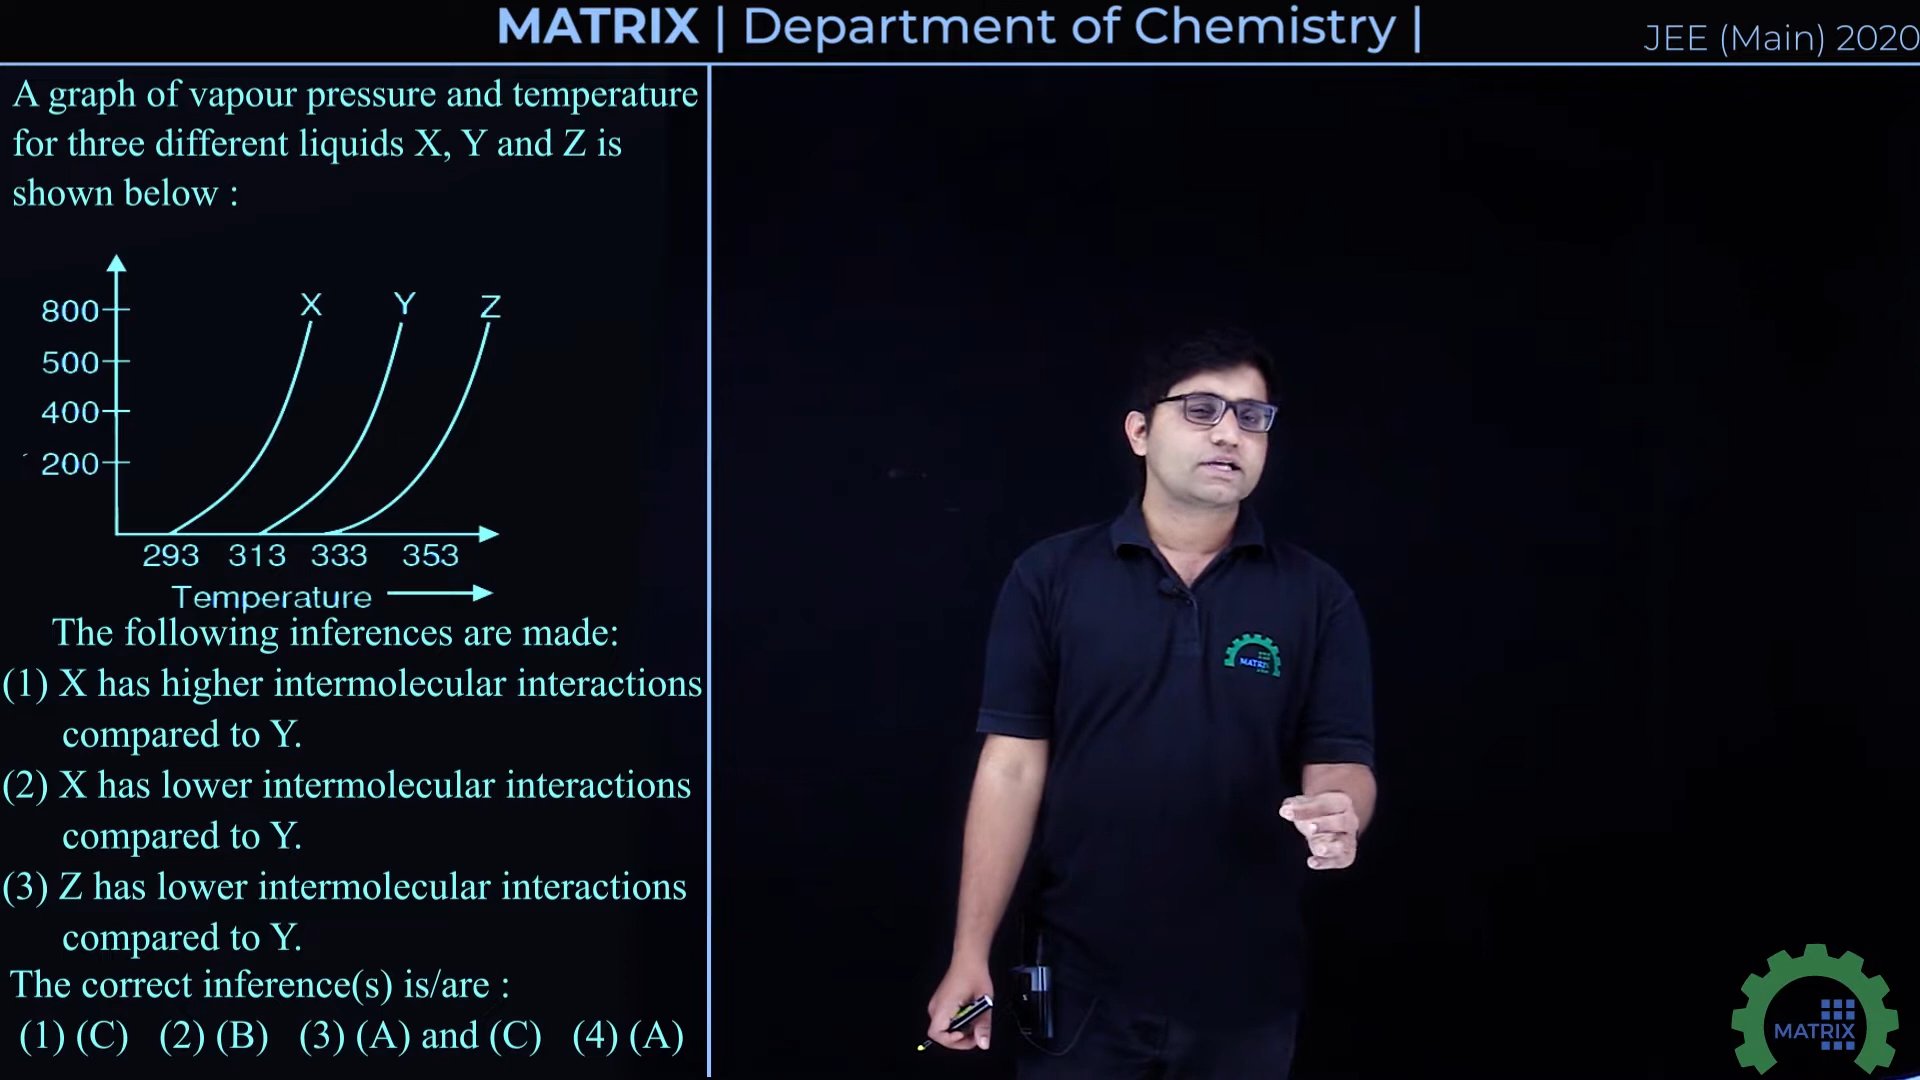 MATRIX | Department of Chemistry |
JEE (Main) 2020
A graph of vapour pressure and temperature
for three different liquids X, Y and Z is
shown below :
X Y Z
800
500
400
200
293 313 333 353
Temperature
The following inferences are made:
(1) X has higher intermolecular interactions
compared to Y.
(2) X has lower intermolecular interactions
compared to Y.
(3) Z has lower intermolecular interactions
compared to Y.
The correct inference(s) is/are :
(1) (C) (2) (B) (3) (A) and (C) (4) (A)
MATRIX
MATRIX